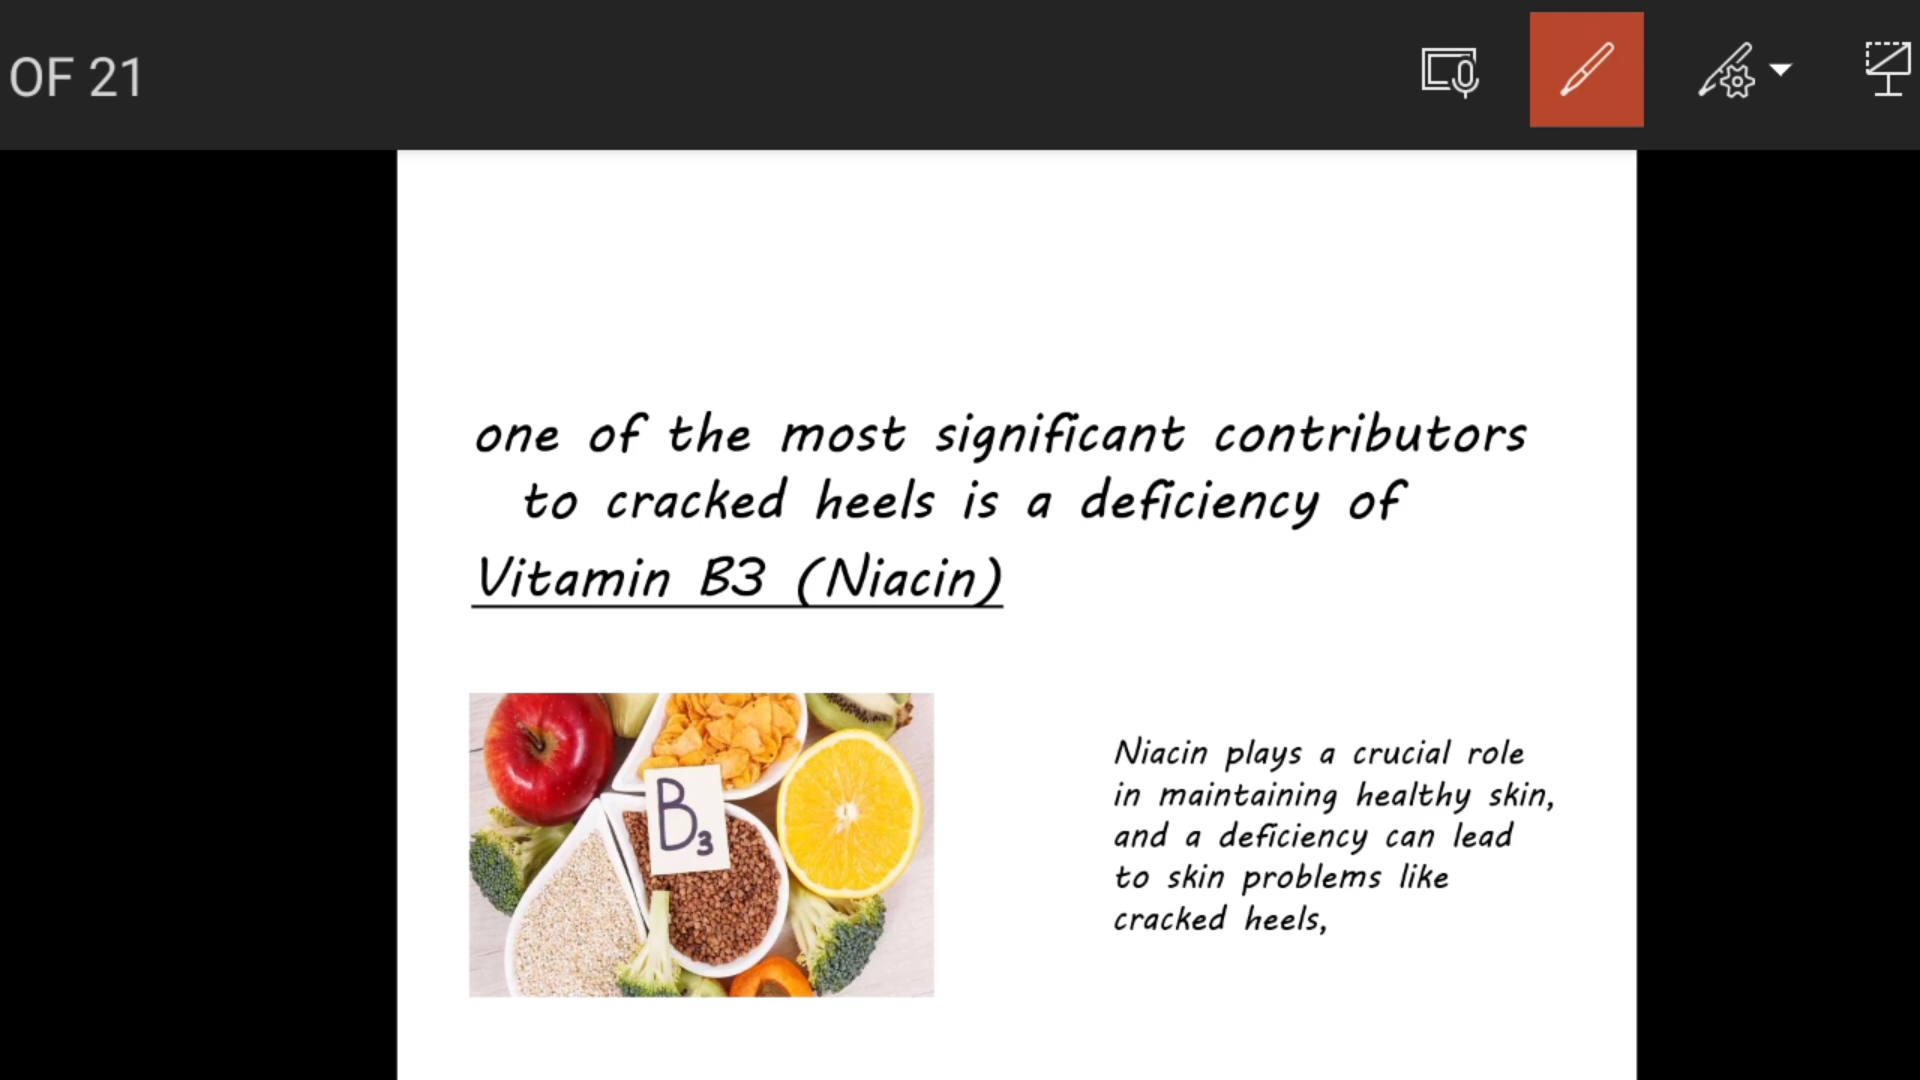 OF 21
one of the most significant contributors
to cracked heels is a deficiency of
Vitamin B3 (Niacin)
B3
Niacin plays a crucial role
in maintaining healthy skin,
and a deficiency can lead
to skin problems like
cracked heels,